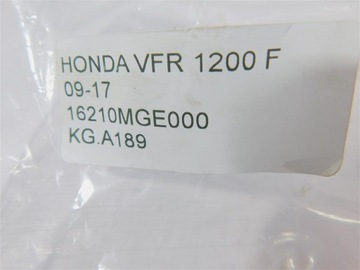 HONDA VFR 1200 F
09-17
16210MGE000
KG.A189